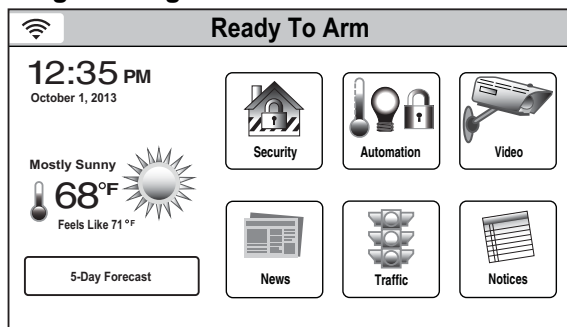 Ready To Arm
12:35 PM
October 1, 2013
Mostly Sunny
68°F
Feels Like 71°F
5-Day Forecast
Security
Automation
Video
News
Traffic
Notices